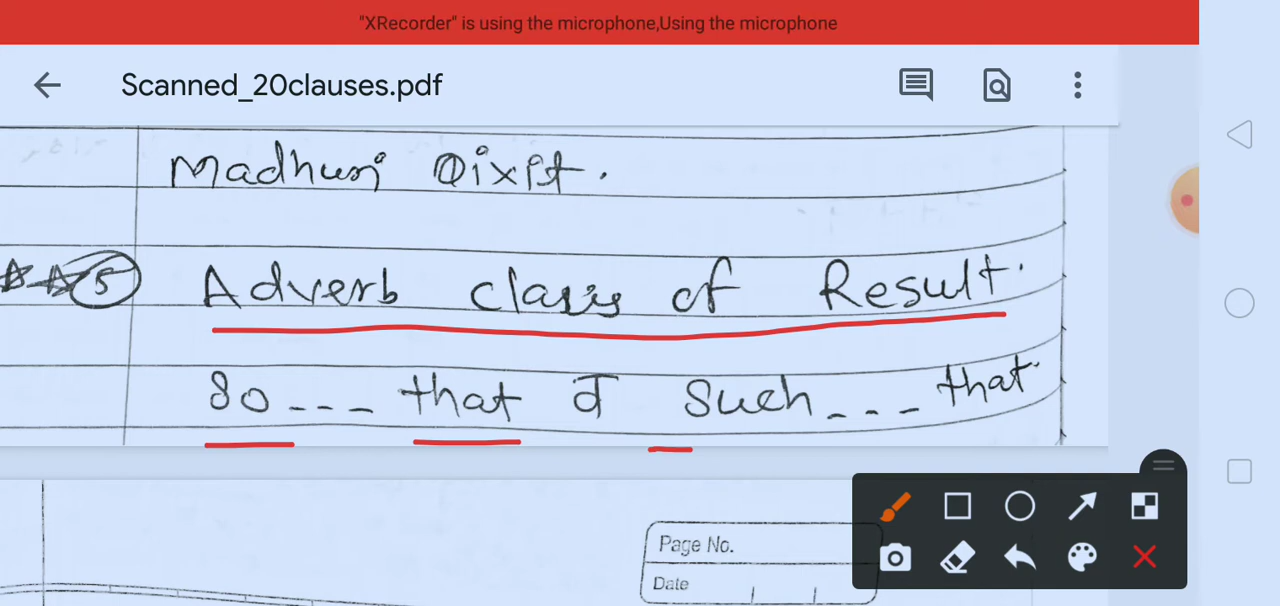 "XRecorder" is using the microphone,Using the microphone
Scanned_20clauses.pdf
Madhuri Dixit.
5 Adverb class of Result.
So --- that such --- that
Page No.
Date